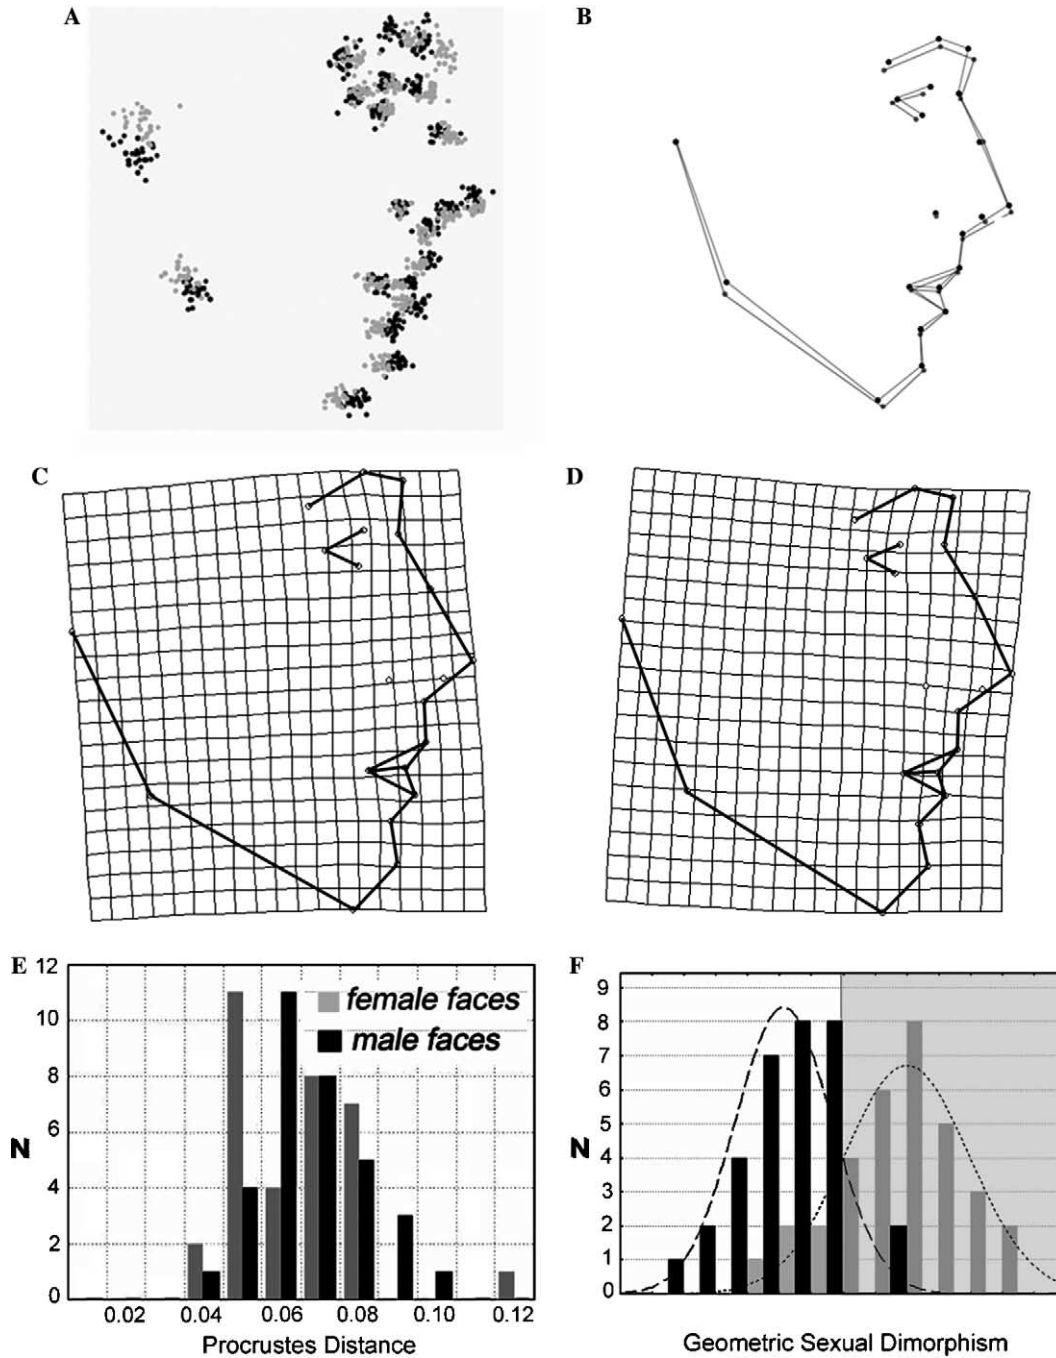 A
B
C
D
E
12
10
8
6
4
2
0
N
female faces
male faces
0.02 0.04 0.06 0.08 0.10 0.12
Procrustes Distance
F
9
8
7
6
5
4
3
2
1
0
N
Geometric Sexual Dimorphism